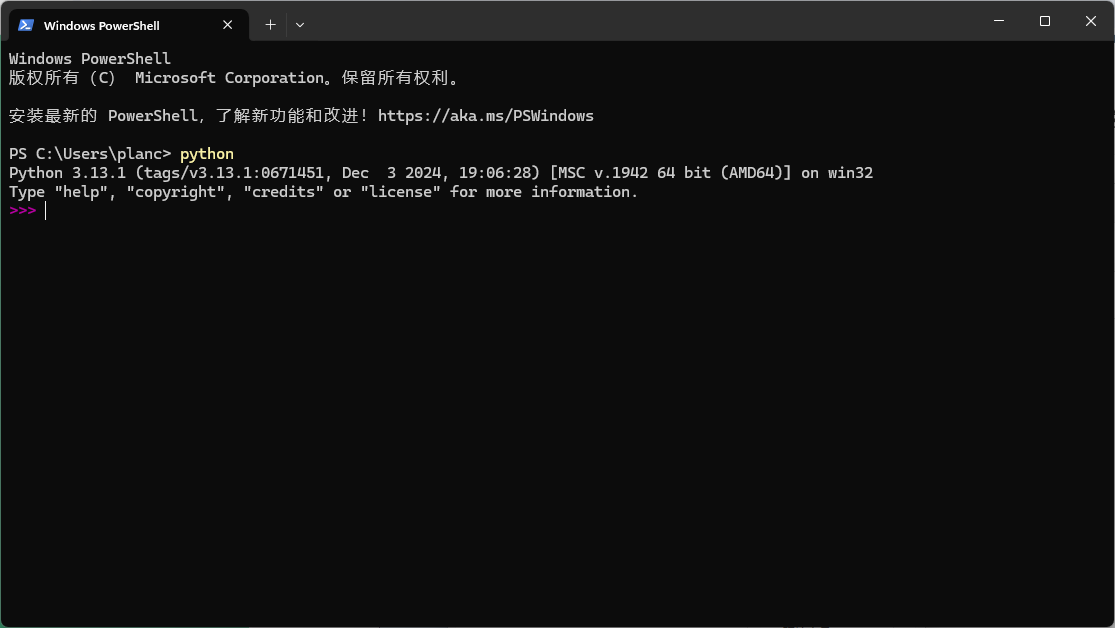 Windows PowerShell
Windows PowerShell
版权所有（C） Microsoft Corporation。保留所有权利。
安装最新的 PowerShell，了解新功能和改进！https://aka.ms/PSWindows
PS C:\Users\planc> python
Python 3.13.1 (tags/v3.13.1:0671451, Dec  3 2024, 19:06:28) [MSC v.1942 64 bit (AMD64)] on win32
Type "help", "copyright", "credits" or "license" for more information.
>>>